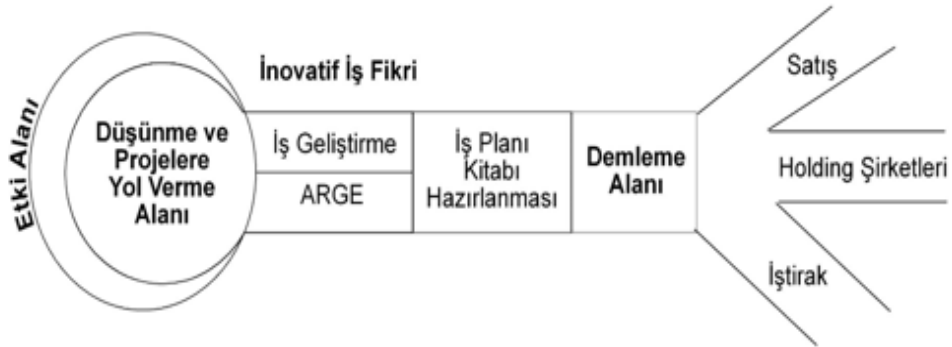 Etki Alanı
Düşünme ve
Projelere
Yol Verme
Alanı
İnovatif İş Fikri
İş Geliştirme
ARGE
İş Planı
Kitabı
Hazırlanması
Demleme
Alanı
Satış
Holding Şirketleri
İştirak